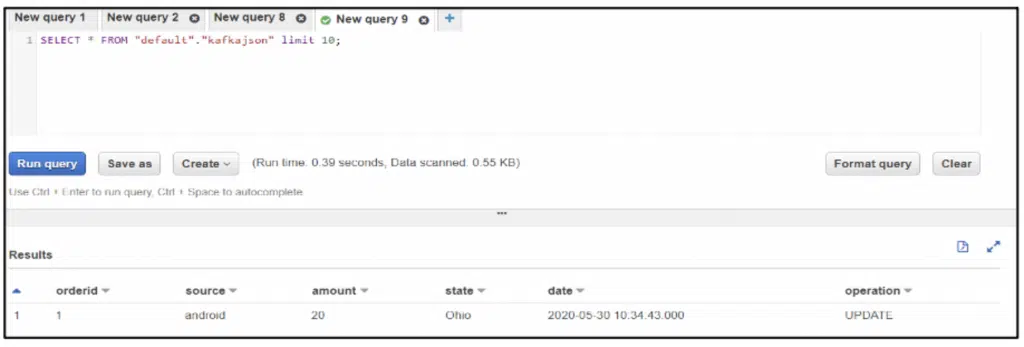 New query 1 New query 2 New query 8 New query 9 +
1 SELECT * FROM "default"."kafkajson" limit 10;
Run query Save as Create (Run time: 0.39 seconds, Data scanned: 0.55 KB) Format query Clear
Use Ctrl + Enter to run query, Ctrl + Space to autocomplete
Results
orderid source amount state date operation
1 1 android 20 Ohio 2020-05-30 10:34:43.000 UPDATE